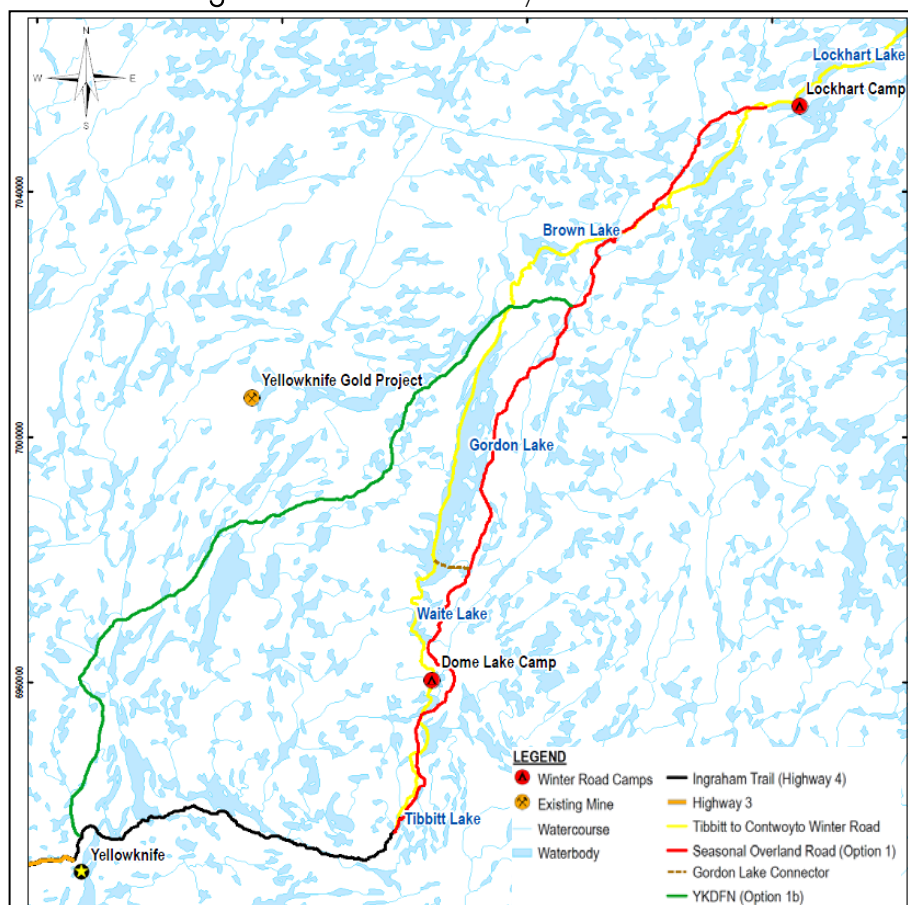 N
W E
S
Lockhart Lake
Lockhart Camp
7040000
Brown Lake
Yellowknife Gold Project
7000000
Gordon Lake
Waite Lake
Dome Lake Camp
6960000
Tibbitt Lake
Yellowknife
LEGEND
Winter Road Camps
Existing Mine
Watercourse
Waterbody
Ingraham Trail (Highway 4)
Highway 3
Tibbitt to Contwoyto Winter Road
Seasonal Overland Road (Option 1)
Gordon Lake Connector
YKDFN (Option 1b)